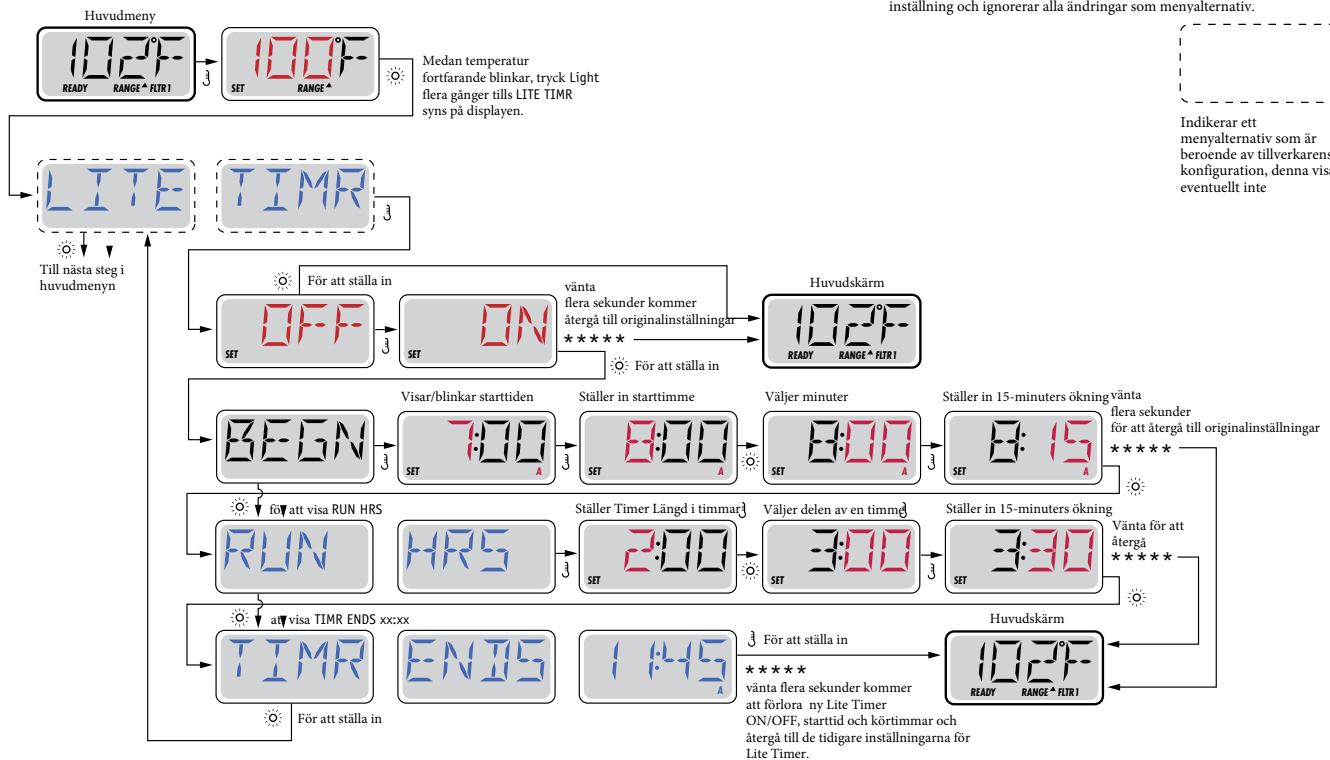 inställning och ignorerar alla ändringar som menyalternativ.
Huvudmeny
102°F
READY RANGE FLTR1
100°F
SET RANGE
Medan temperatur
fortfarande blinkar, tryck Light
flera gånger tills LITE TIMR
syns på displayen.
Indikerar ett
menyalternativ som är
beroende av tillverkarens
konfiguration, denna visa
eventuellt inte
LITE TIMR
Till nästa steg i
huvudmenyn
För att ställa in
OFF
SET
ON
SET
vänta
flera sekunder kommer
återgå till originalinställningar
*****
Huvudskärm
102°F
READY RANGE FLTR1
För att ställa in
BEGN
Visar/blinkar starttiden
7:00
SET A
Ställer in starttimme
8:00
SET A
Väljer minuter
8:00
SET A
Ställer in 15-minuters ökning
8:15
SET A
vänta
flera sekunder
för att återgå till originalinställningar
*****
för att visa RUN HRS
RUN HRS
Ställer Timer Längd i timmar
2:00
SET
Väljer delen av en timme
3:00
SET
Ställer in 15-minuters ökning
3:30
SET
Vänta för att
återgå
*****
att visa TIMR ENDS xx:xx
TIMR ENDS 11:45
A
För att ställa in
*****
vänta flera sekunder kommer
att förlora ny Lite Timer
ON/OFF, starttid och körtimmar och
återgå till de tidigare inställningarna för
Lite Timer.
Huvudskärm
102°F
READY RANGE FLTR1
För att ställa in